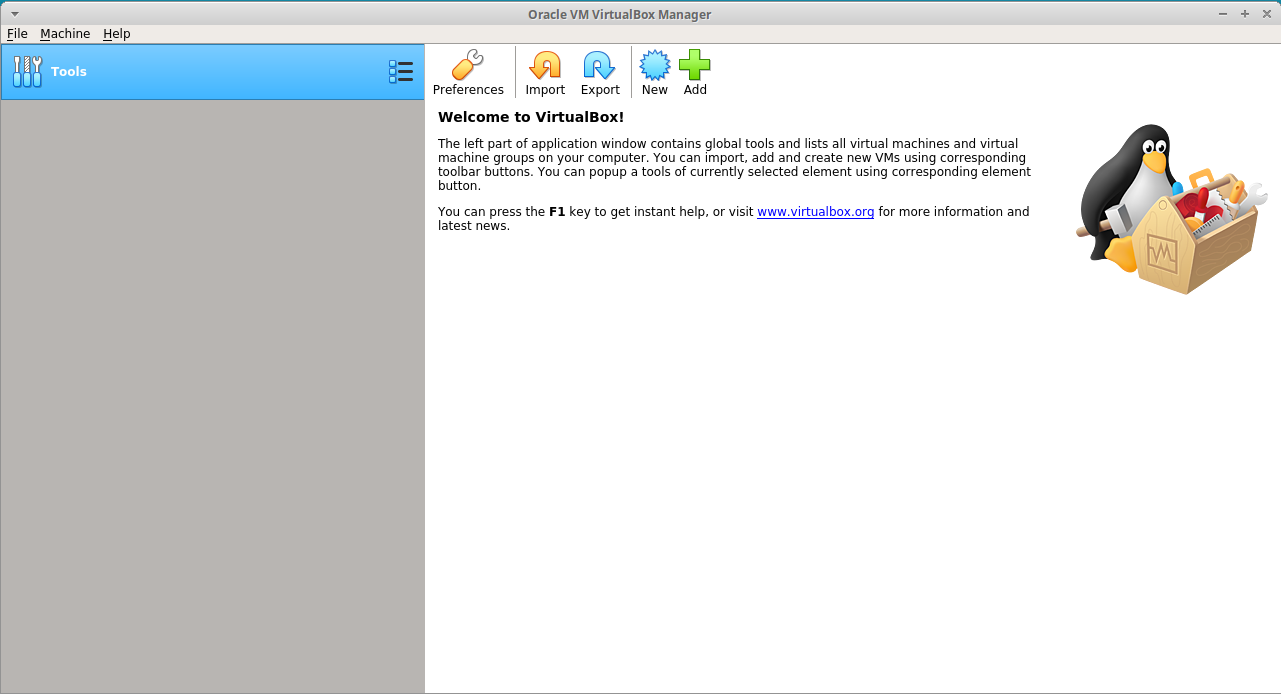 Oracle VM VirtualBox Manager
File Machine Help
Tools
Preferences Import Export New Add
Welcome to VirtualBox!
The left part of application window contains global tools and lists all virtual machines and virtual
machine groups on your computer. You can import, add and create new VMs using corresponding
toolbar buttons. You can popup a tools of currently selected element using corresponding element
button.
You can press the F1 key to get instant help, or visit www.virtualbox.org for more information and
latest news.